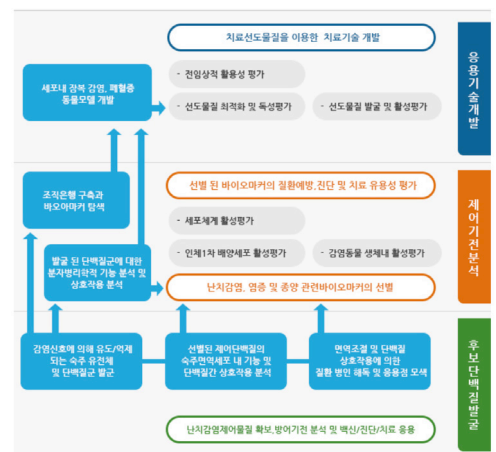 치료선도물질을 이용한 치료기술 개발
세포내 잠복 감염, 폐혈증
동물모델 개발
- 전임상적 활용성 평가
- 선도물질 최적화 및 독성평가
- 선도물질 발굴 및 활성평가
응용기술개발
조직은행 구축과
바오아마커 탐색
선별 된 바이오마커의 질환예방,진단 및 치료 유용성 평가
- 세포체계 활성평가
발굴 된 단백질군에 대한
분자병리학적 기능 분석 및
상호작용 분석
- 인체1차 배양세포 활성평가
- 감염동물 생체내 활성평가
난치감염, 염증 및 종양 관련바이오마커의 선별
제어기전분석
감염신호에 의해 유도/억제
되는 숙주 유전체
및 단백질군 발군
선별된 제어단백질의
숙주면역세포 내 기능 및
단백질간 상호작용 분석
면역조절 및 단백질
상호작용에 의한
질환 병인 해독 및 응용점 모색
난치감염제어물질 확보,방어기전 분석 및 백신/진단/치료 응용
후보단백질발굴